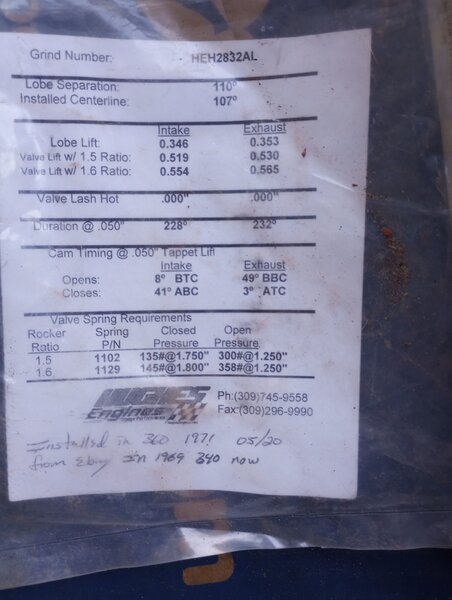 Grind Number: HEH2832AL
Lobe Separation: 110°
Installed Centerline: 107°
Intake Exhaust
Lobe Lift: 0.346 0.353
Valve Lift w/ 1.5 Ratio: 0.519 0.530
Valve Lift w/ 1.6 Ratio: 0.554 0.565
Valve Lash Hot .000" .000"
Duration @ .050" 228° 232°
Cam Timing @ .050" Tappet Lift
Intake Exhaust
Opens: 8° BTC 49° BBC
Closes: 41° ABC 3° ATC
Valve Spring Requirements
Rocker Spring Closed Open
Ratio P/N Pressure Pressure
1.5 1102 135#@1.750" 300#@1.250"
1.6 1129 145#@1.800" 358#@1.250"
Engines
Ph:(309)745-9558
Fax:(309)296-9990
Installed in 360 1971 05/20
from Ebay In 1969 340 now